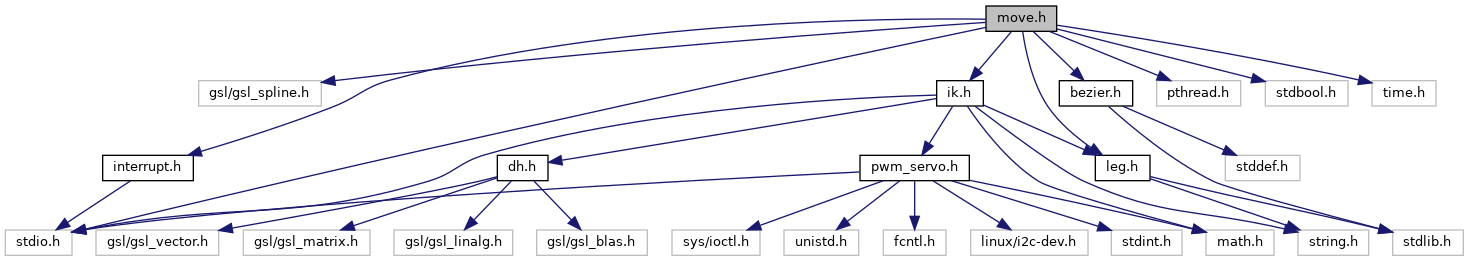 move.h
gsl/gsl_spline.h
ik.h
bezier.h
pthread.h
stdbool.h
time.h
interrupt.h
dh.h
pwm_servo.h
leg.h
stddef.h
stdio.h
gsl/gsl_vector.h
gsl/gsl_matrix.h
gsl/gsl_linalg.h
gsl/gsl_blas.h
sys/ioctl.h
unistd.h
fcntl.h
linux/i2c-dev.h
stdint.h
math.h
string.h
stdlib.h